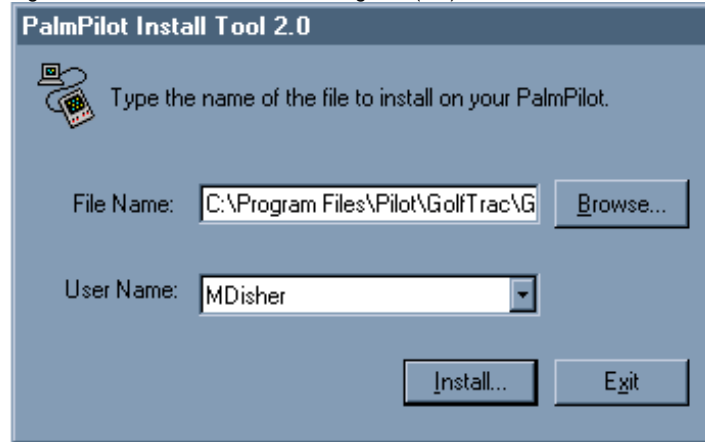 PalmPilot Install Tool 2.0
Type the name of the file to install on your PalmPilot.
File Name: C:\Program Files\Pilot\GolfTrac\G Browse...
User Name: MDisher
Install... Exit